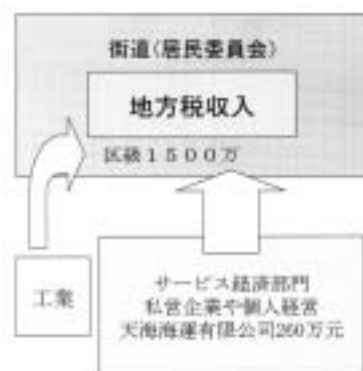 街道(居民委員会)
地方税収入
区級1500万
工業
サービス経済部門
私営企業や個人経営
天海海運有限公司260万元